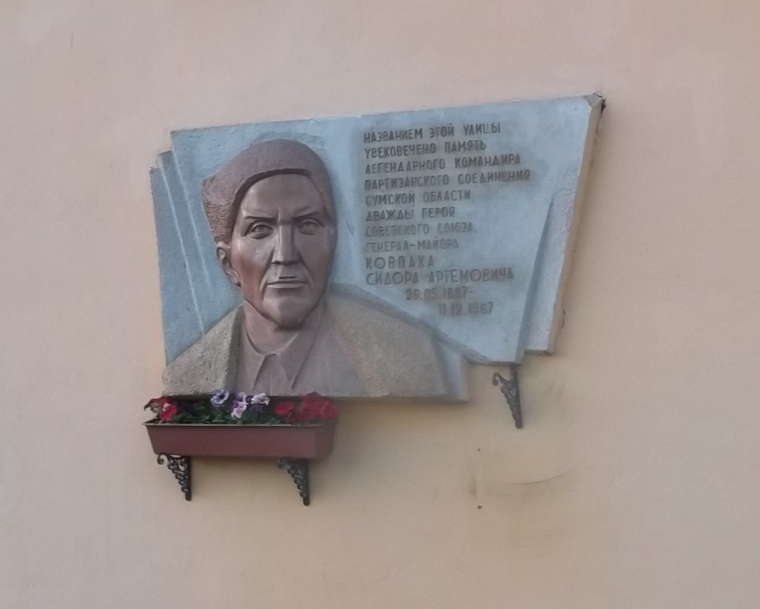 НАЗВАНИЕМ ЭТОЙ УЛИЦЫ
УВЕКОВЕЧЕНО ПАМЯТЬ
ЛЕГЕНДАРНОГО КОМАНДИРА
ПАРТИЗАНСКОГО СОЕДИНЕНИЯ
СУМСКОЙ ОБЛАСТИ,
ДВАЖДЫ ГЕРОЯ
СОВЕТСКОГО СОЮЗА,
ГЕНЕРАЛ-МАЙОРА
КОВПАКА
СИДОРА АРТЕМОВИЧА
26.05.1887-
11.12.1967